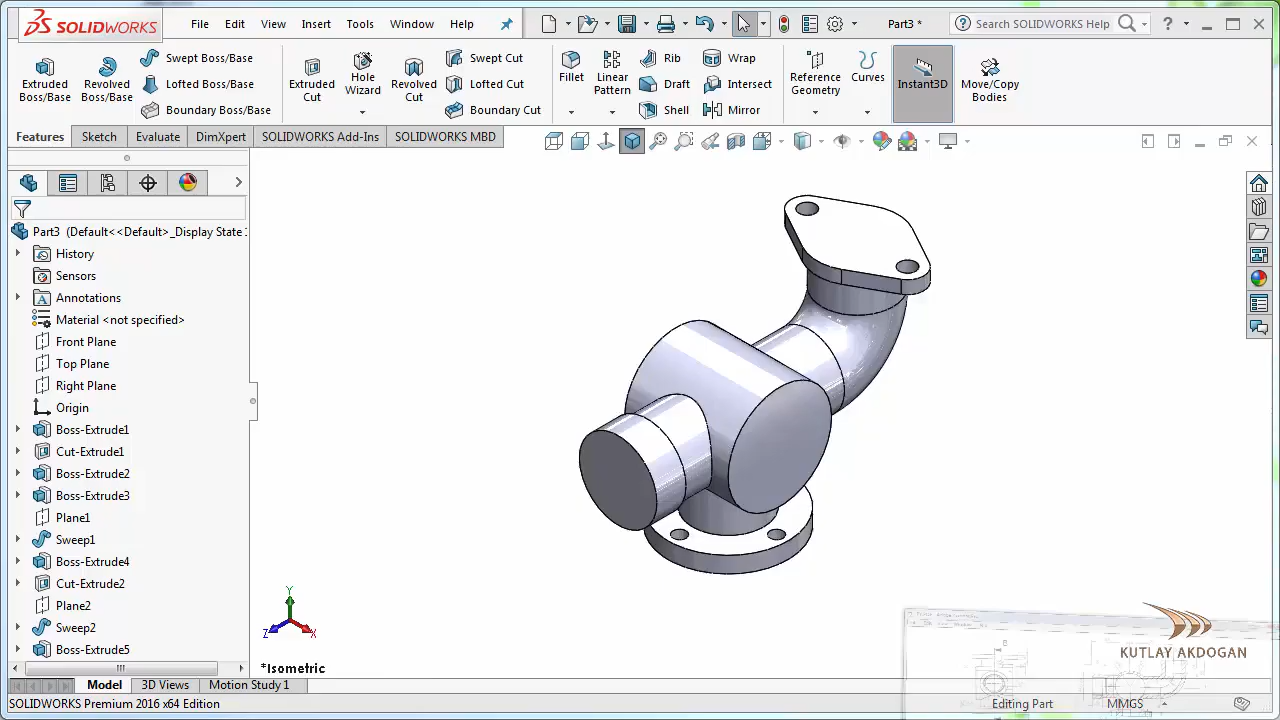 SOLIDWORKS
File Edit View Insert Tools Window Help
Part3 *
Search SOLIDWORKS Help
Extruded Boss/Base
Revolved Boss/Base
Swept Boss/Base
Lofted Boss/Base
Boundary Boss/Base
Extruded Cut
Hole Wizard
Revolved Cut
Swept Cut
Lofted Cut
Boundary Cut
Fillet
Linear Pattern
Rib
Draft
Shell
Wrap
Intersect
Mirror
Reference Geometry
Curves
Instant3D
Move/Copy Bodies
Features Sketch Evaluate DimXpert SOLIDWORKS Add-Ins SOLIDWORKS MBD
Part3 (Default<<Default>_Display State
History
Sensors
Annotations
Material <not specified>
Front Plane
Top Plane
Right Plane
Origin
Boss-Extrude1
Cut-Extrude1
Boss-Extrude2
Boss-Extrude3
Plane1
Sweep1
Boss-Extrude4
Cut-Extrude2
Plane2
Sweep2
Boss-Extrude5
Y
Z
X
*Isometric
KUTLAY AKDOGAN
Model 3D Views Motion Study 1
SOLIDWORKS Premium 2016 x64 Edition
Editing Part
MMGS